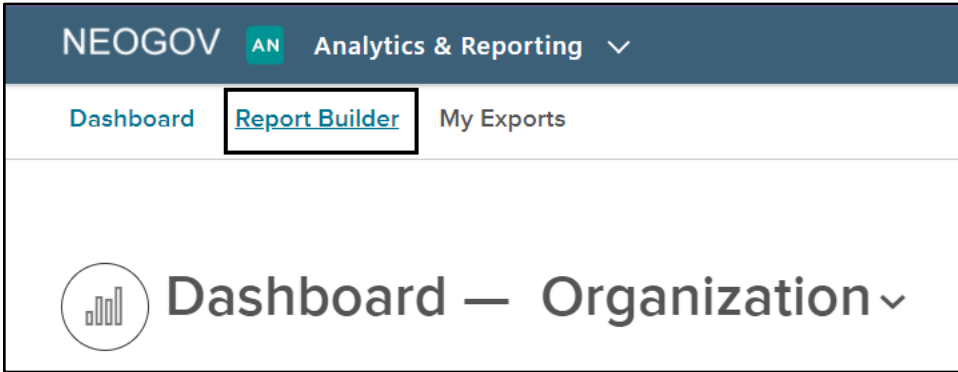 NEOGOV AN Analytics & Reporting
Dashboard Report Builder My Exports
Dashboard — Organization